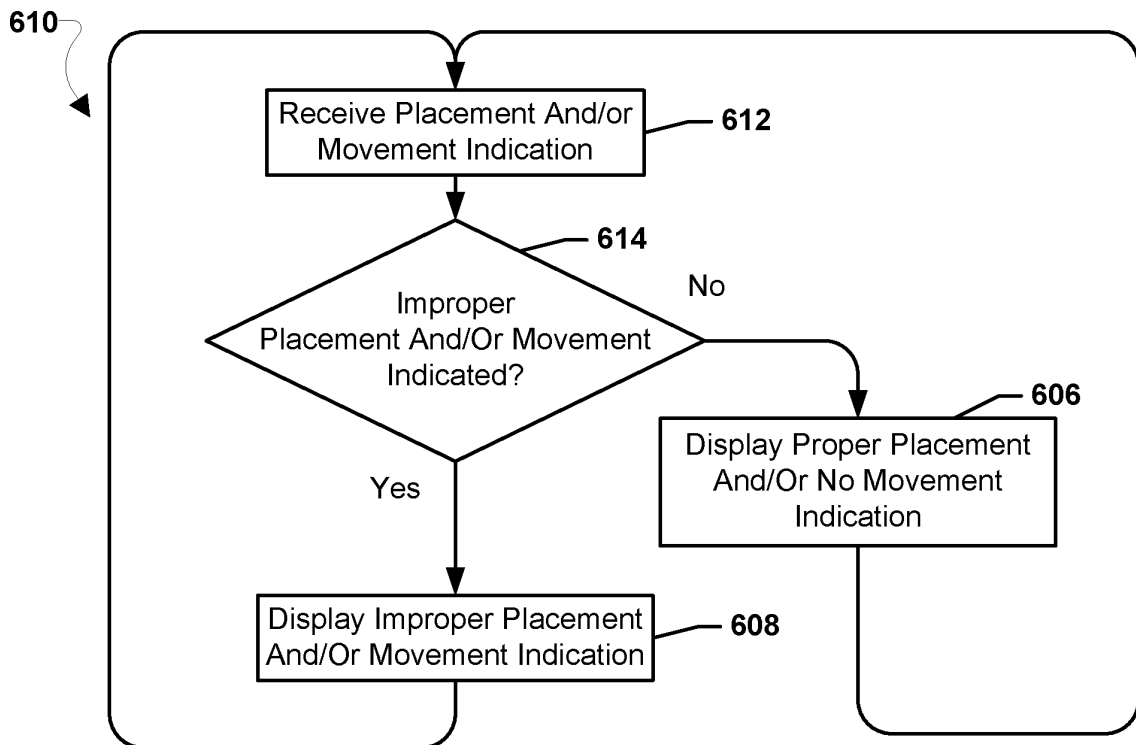 610
Receive Placement And/or
Movement Indication
612
614
Improper
Placement And/Or Movement
Indicated?
No
Yes
606
Display Proper Placement
And/Or No Movement
Indication
Display Improper Placement
And/Or Movement Indication
608